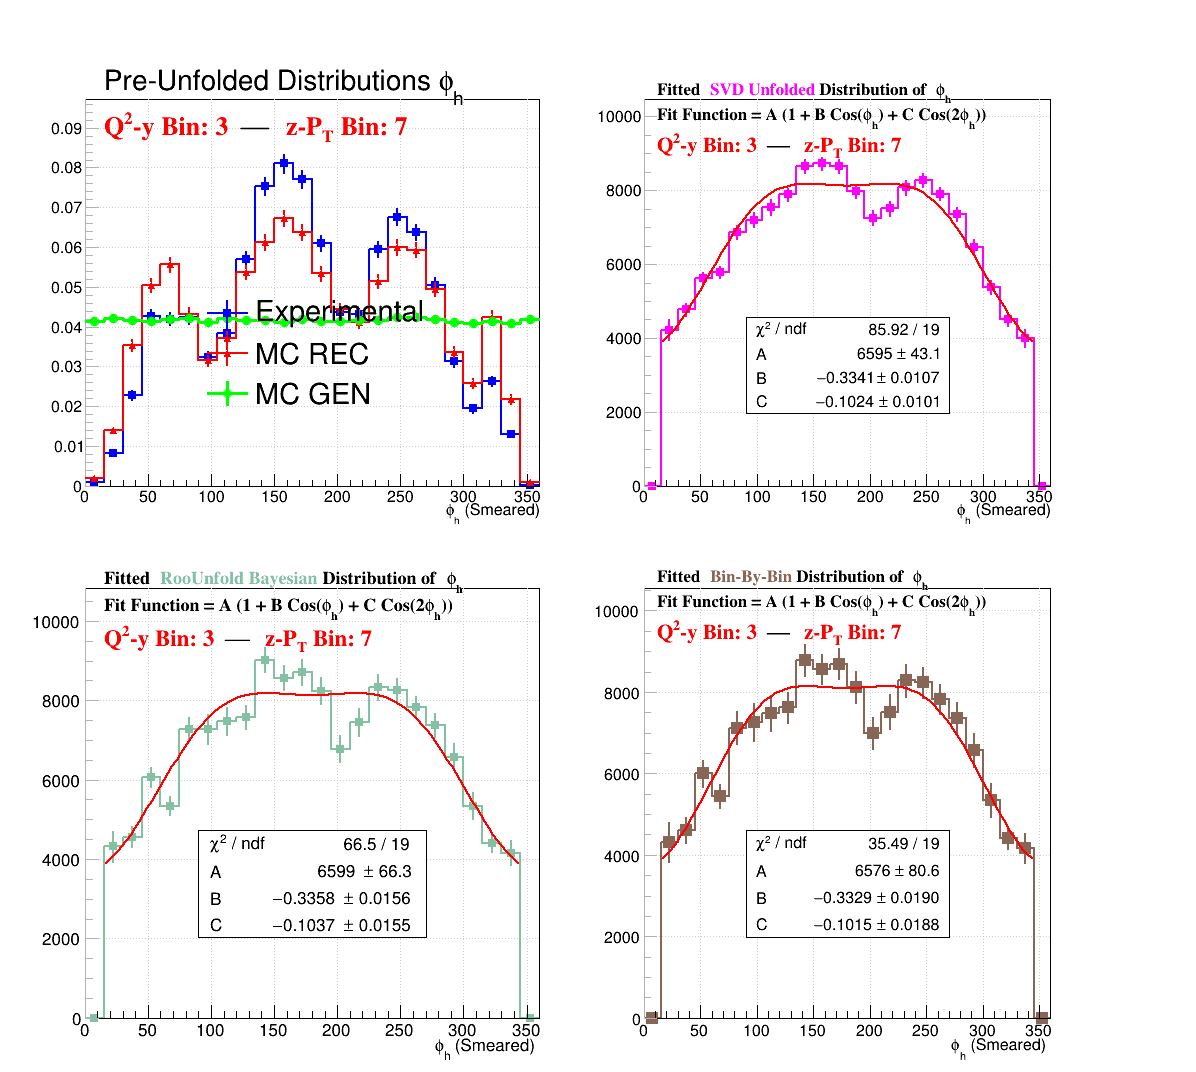 Pre-Unfolded Distributions ϕh
Q²-y Bin: 3 — z-PT Bin: 7
0.09
0.08
0.07
0.06
0.05
0.04
0.03
0.02
0.01
0
Experimental
MC REC
MC GEN
0 50 100 150 200 250 300 350
ϕh (Smeared)
Fitted SVD Unfolded Distribution of ϕh
Fit Function = A (1 + B Cos(ϕh) + C Cos(2ϕh))
Q²-y Bin: 3 — z-PT Bin: 7
10000
8000
6000
4000
2000
0
χ² / ndf 85.92 / 19
A 6595 ± 43.1
B −0.3341 ± 0.0107
C −0.1024 ± 0.0101
0 50 100 150 200 250 300 350
ϕh (Smeared)
Fitted RooUnfold Bayesian Distribution of ϕh
Fit Function = A (1 + B Cos(ϕh) + C Cos(2ϕh))
Q²-y Bin: 3 — z-PT Bin: 7
10000
8000
6000
4000
2000
0
χ² / ndf 66.5 / 19
A 6599 ± 66.3
B −0.3358 ± 0.0156
C −0.1037 ± 0.0155
0 50 100 150 200 250 300 350
ϕh (Smeared)
Fitted Bin-By-Bin Distribution of ϕh
Fit Function = A (1 + B Cos(ϕh) + C Cos(2ϕh))
Q²-y Bin: 3 — z-PT Bin: 7
10000
8000
6000
4000
2000
0
χ² / ndf 35.49 / 19
A 6576 ± 80.6
B −0.3329 ± 0.0190
C −0.1015 ± 0.0188
0 50 100 150 200 250 300 350
ϕh (Smeared)